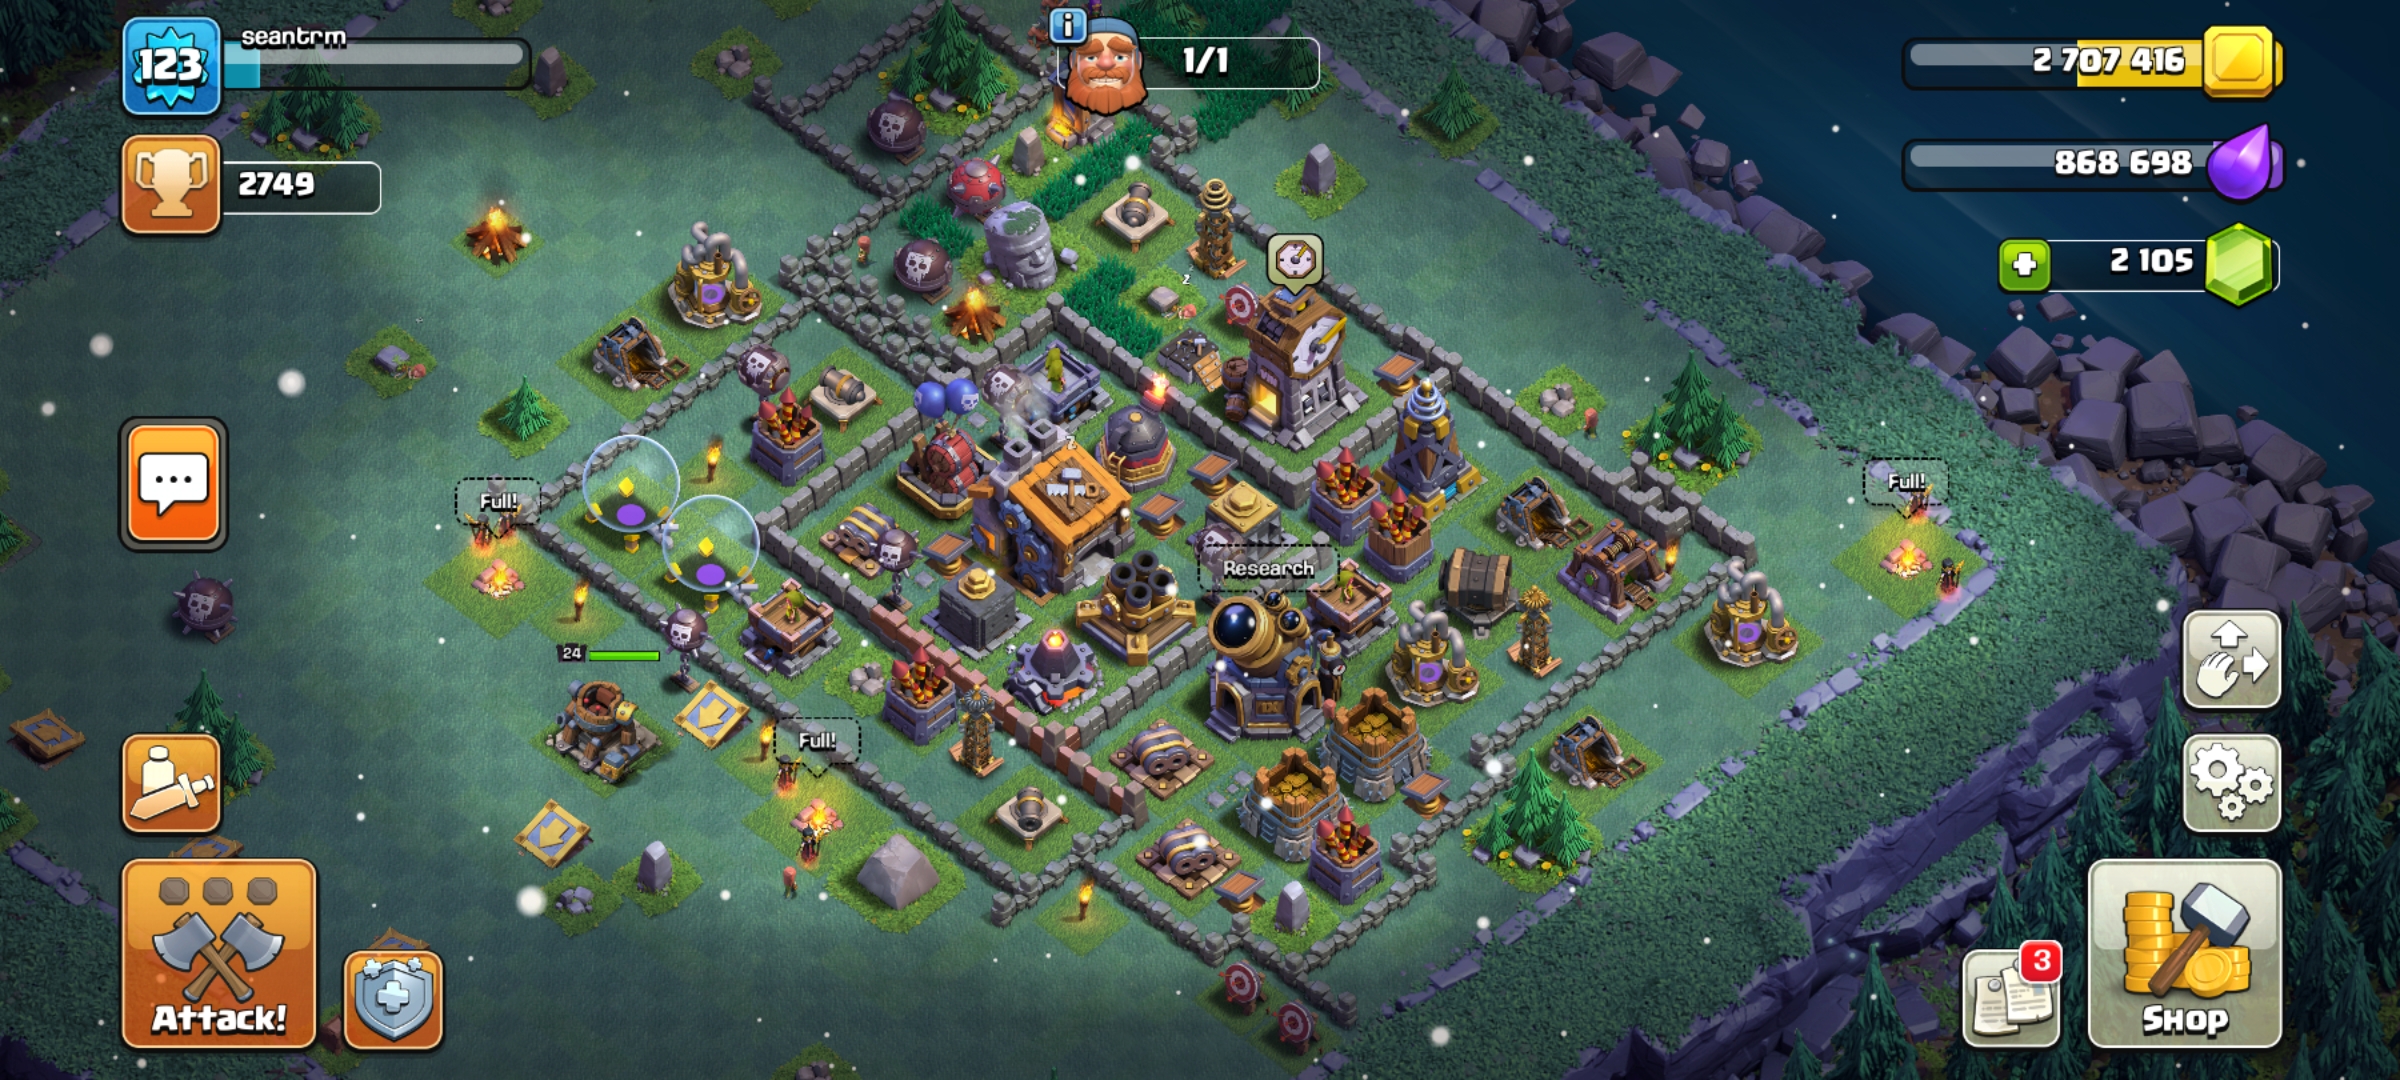 123
seantrm
i
1/1
2 707 416
2749
868 698
2 105
Full!
Full!
Research
24
Full!
Attack!
3
Shop